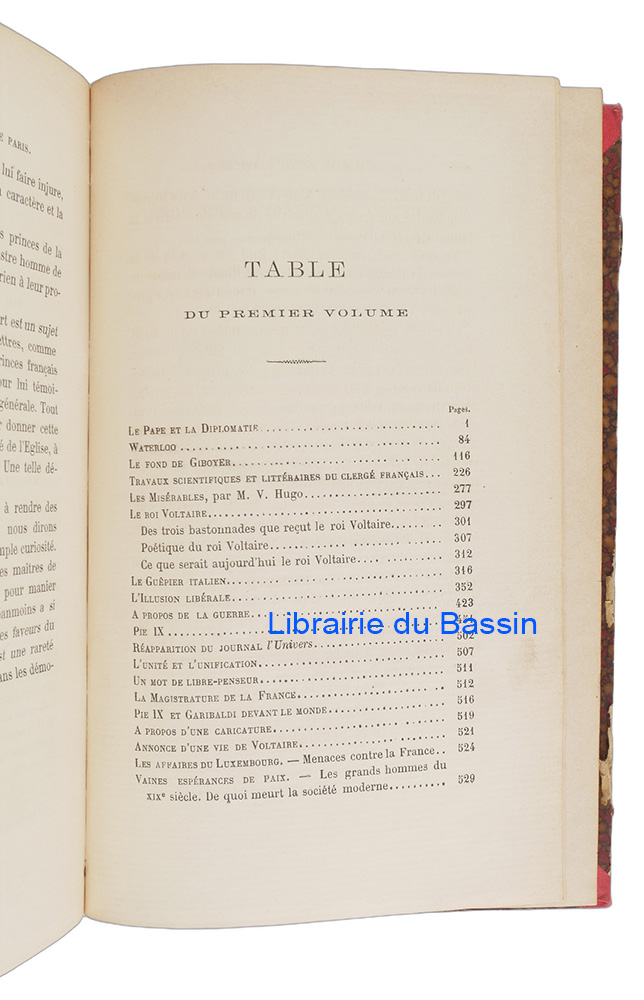 E PARIS.
lui faire injure,
caractère et la
s princes de la
stre homme de
rien à leur pro-
rt est un sujet
ettres, comme
rinces français
our lui témoi-
générale. Tout
r donner cette
é de l'Eglise, à
Une telle dé-
à rendre des
nous dirons
mple curiosité.
es maîtres de
pour manier
anmoins a si
es faveurs du
st une rareté
ans les démo-
TABLE
DU PREMIER VOLUME
Pages.
LE PAPE ET LA DIPLOMATIE 1
WATERLOO 84
LE FOND DE GIBOYER 116
TRAVAUX SCIENTIFIQUES ET LITTÉRAIRES DU CLERGÉ FRANÇAIS 226
LES MISÉRABLES, PAR M. V. HUGO 277
LE ROI VOLTAIRE 297
Des trois bastonnades que reçut le roi Voltaire 301
Poétique du roi Voltaire 307
Ce que serait aujourd'hui le roi Voltaire 312
LE GUÊPIER ITALIEN 316
L'ILLUSION LIBÉRALE 352
A PROPOS DE LA GUERRE 423
PIE IX
RÉAPPARITION DU JOURNAL l'Univers 502
L'UNITÉ ET L'UNIFICATION 507
UN MOT DE LIBRE-PENSEUR 511
LA MAGISTRATURE DE LA FRANCE 512
PIE IX ET GARIBALDI DEVANT LE MONDE 516
A PROPOS D'UNE CARICATURE 519
ANNONCE D'UNE VIE DE VOLTAIRE 521
LES AFFAIRES DU LUXEMBOURG. — Menaces contre la France 524
VAINES ESPÉRANCES DE PAIX. — Les grands hommes du
XIXe siècle. De quoi meurt la société moderne 529
Librairie du Bassin